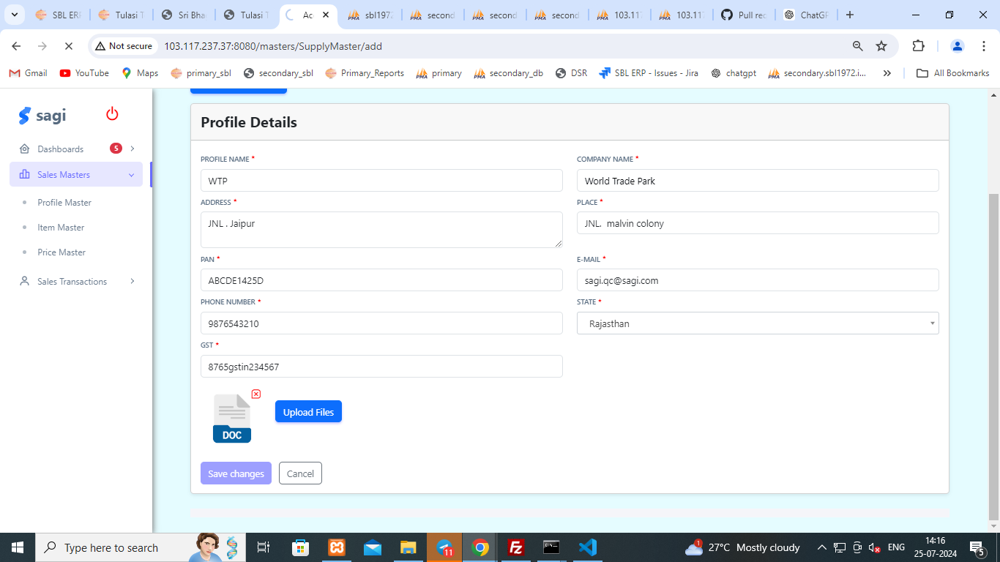 SBL ERP
Tulasi T
Sri Bha
Tulasi T
Ac
sbl1972
second
second
second
103.11
103.11
Pull rec
ChatGP
Not secure
103.117.237.37:8080/masters/SupplyMaster/add
Gmail
YouTube
Maps
primary_sbl
secondary_sbl
Primary_Reports
primary
secondary_db
DSR
SBL ERP - Issues - Jira
chatgpt
secondary.sbl1972.i...
All Bookmarks
sagi
Dashboards 5
Sales Masters
Profile Master
Item Master
Price Master
Sales Transactions
Profile Details
PROFILE NAME *
COMPANY NAME *
WTP
World Trade Park
ADDRESS *
PLACE *
JNL . Jaipur
JNL. malvin colony
PAN *
E-MAIL *
ABCDE1425D
sagi.qc@sagi.com
PHONE NUMBER *
STATE *
9876543210
Rajasthan
GST *
8765gstin234567
DOC
Upload Files
Save changes
Cancel
Type here to search
11
1
27°C Mostly cloudy
ENG
14:16
25-07-2024
5